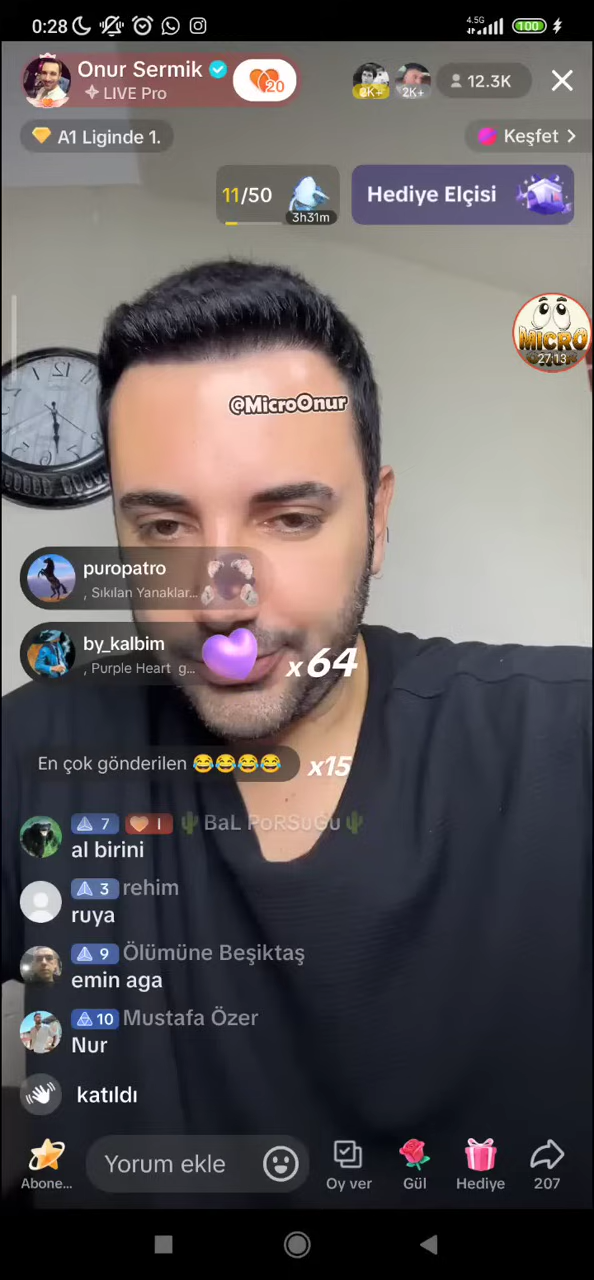 0:28
4.5G
100
Onur Sermik
LIVE Pro
20
8K+
2K+
12.3K
A1 Liginde 1.
Keşfet
11/50
3h31m
Hediye Elçisi
MICRO
27:13
@MicroOnur
puropatro
, Sıkılan Yanaklar...
by_kalbim
, Purple Heart g...
x64
En çok gönderilen 😂😂😂😂
x15
7 I 🌵BaL PoRSuGu🌵
al birini
3 rehim
ruya
9 Ölümüne Beşiktaş
emin aga
10 Mustafa Özer
Nur
katıldı
Yorum ekle
Abone...
Oy ver
Gül
Hediye
207